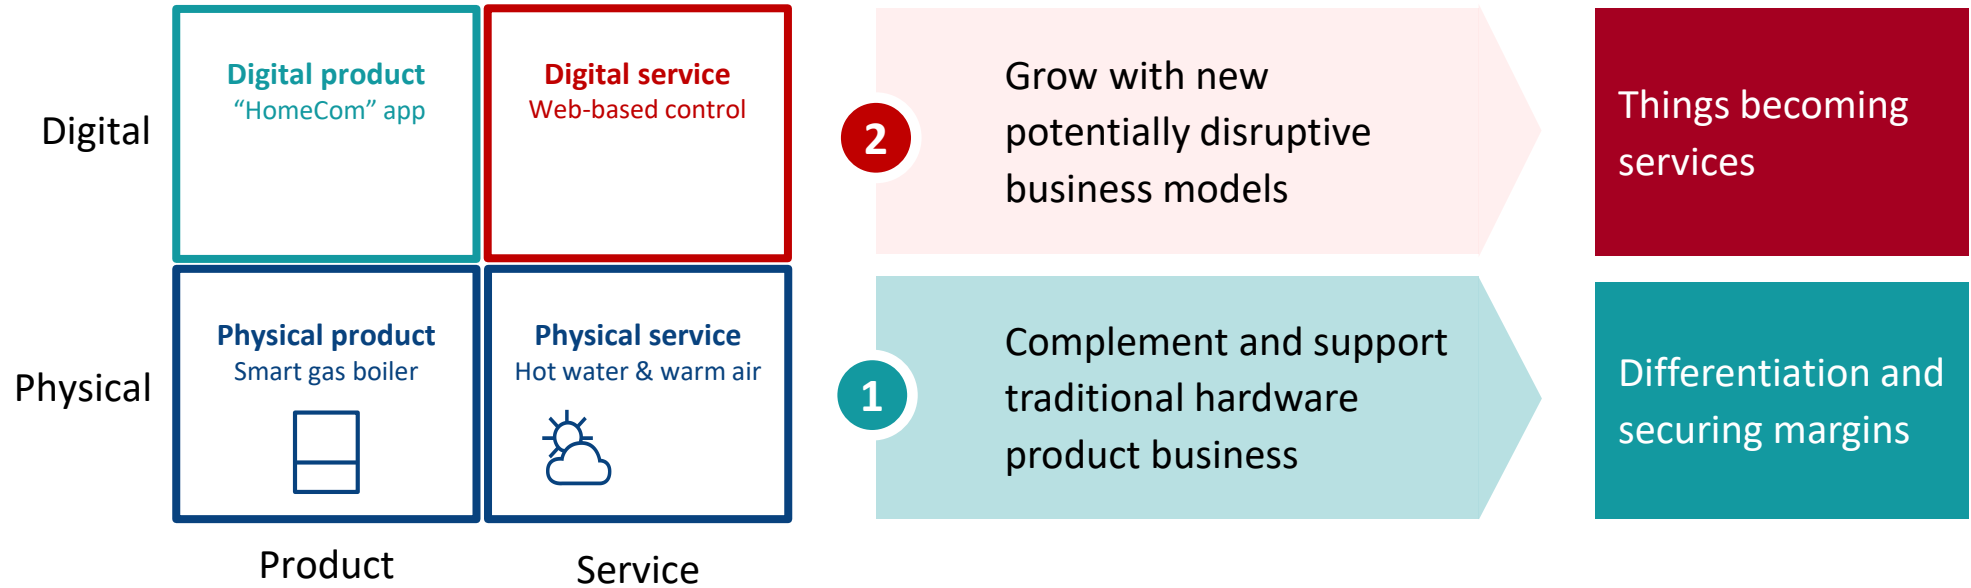 Digital
Digital product
“HomeCom” app
Digital service
Web-based control
2
Grow with new
potentially disruptive
business models
Things becoming
services
Physical
Physical product
Smart gas boiler
Physical service
Hot water & warm air
1
Complement and support
traditional hardware
product business
Differentiation and
securing margins
Product
Service